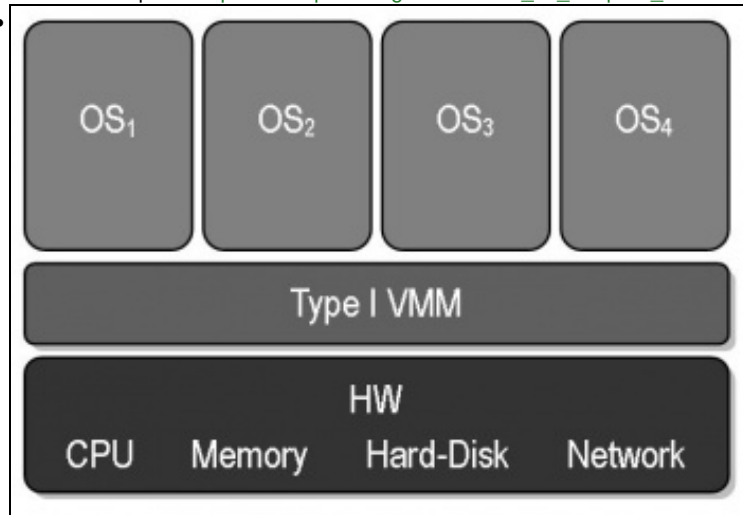 OS₁ OS₂ OS₃ OS₄
Type I VMM
HW
CPU Memory Hard-Disk Network